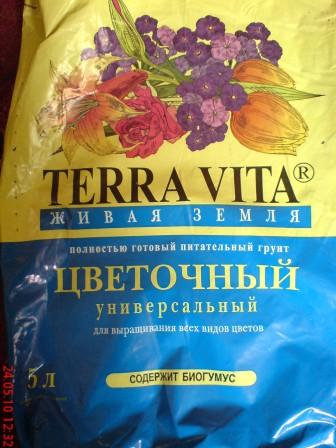 TERRA VITA®
ЖИВАЯ ЗЕМЛЯ
полностью готовый питательный грунт
ЦВЕТОЧНЫЙ
универсальный
для выращивания всех видов цветов
5 л
СОДЕРЖИТ БИОГУМУС
24.05.10 12:32